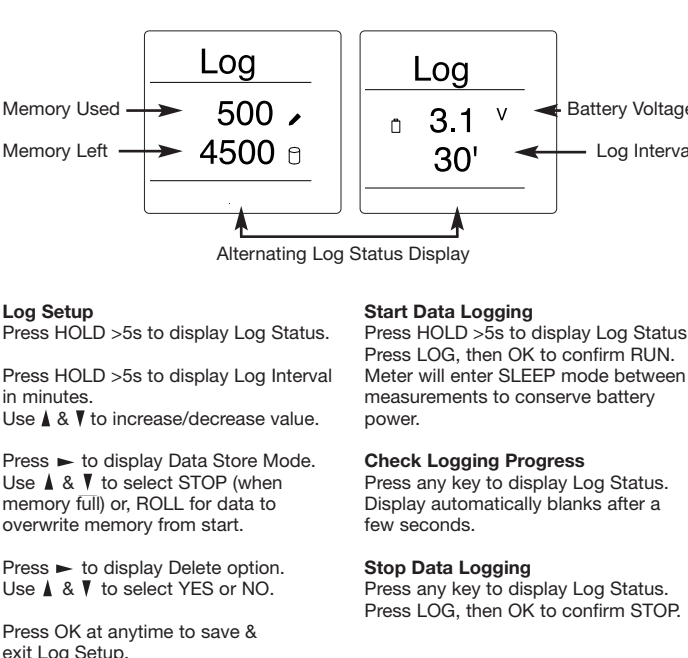 Log
500
4500
Log
3.1 V
30'
Memory Used
Memory Left
Battery Voltage
Log Interva
Alternating Log Status Display
Log Setup
Press HOLD >5s to display Log Status.
Press HOLD >5s to display Log Interval
in minutes.
Use ▲ & ▼ to increase/decrease value.
Press ► to display Data Store Mode.
Use ▲ & ▼ to select STOP (when
memory full) or, ROLL for data to
overwrite memory from start.
Press ► to display Delete option.
Use ▲ & ▼ to select YES or NO.
Press OK at anytime to save &
exit Log Setup.
Start Data Logging
Press HOLD >5s to display Log Status
Press LOG, then OK to confirm RUN.
Meter will enter SLEEP mode between
measurements to conserve battery
power.
Check Logging Progress
Press any key to display Log Status.
Display automatically blanks after a
few seconds.
Stop Data Logging
Press any key to display Log Status.
Press LOG, then OK to confirm STOP.